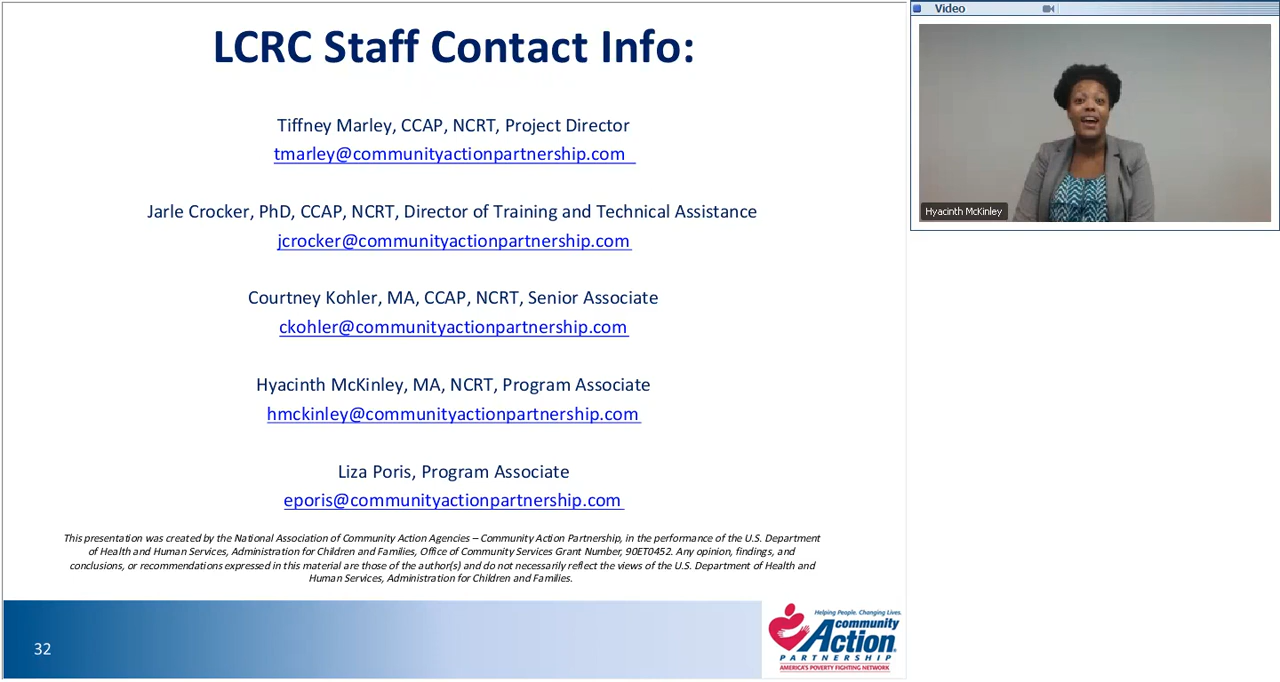 LCRC Staff Contact Info:
Tiffney Marley, CCAP, NCRT, Project Director
tmarley@communityactionpartnership.com
Jarle Crocker, PhD, CCAP, NCRT, Director of Training and Technical Assistance
jcrocker@communityactionpartnership.com
Courtney Kohler, MA, CCAP, NCRT, Senior Associate
ckohler@communityactionpartnership.com
Hyacinth McKinley, MA, NCRT, Program Associate
hmckinley@communityactionpartnership.com
Liza Poris, Program Associate
eporis@communityactionpartnership.com
This presentation was created by the National Association of Community Action Agencies – Community Action Partnership, in the performance of the U.S. Department
of Health and Human Services, Administration for Children and Families, Office of Community Services Grant Number, 90ET0452. Any opinion, findings, and
conclusions, or recommendations expressed in this material are those of the author(s) and do not necessarily reflect the views of the U.S. Department of Health and
Human Services, Administration for Children and Families.
32
Helping People. Changing Lives.
community
Action
PARTNERSHIP
AMERICA'S POVERTY FIGHTING NETWORK
Video
Hyacinth McKinley